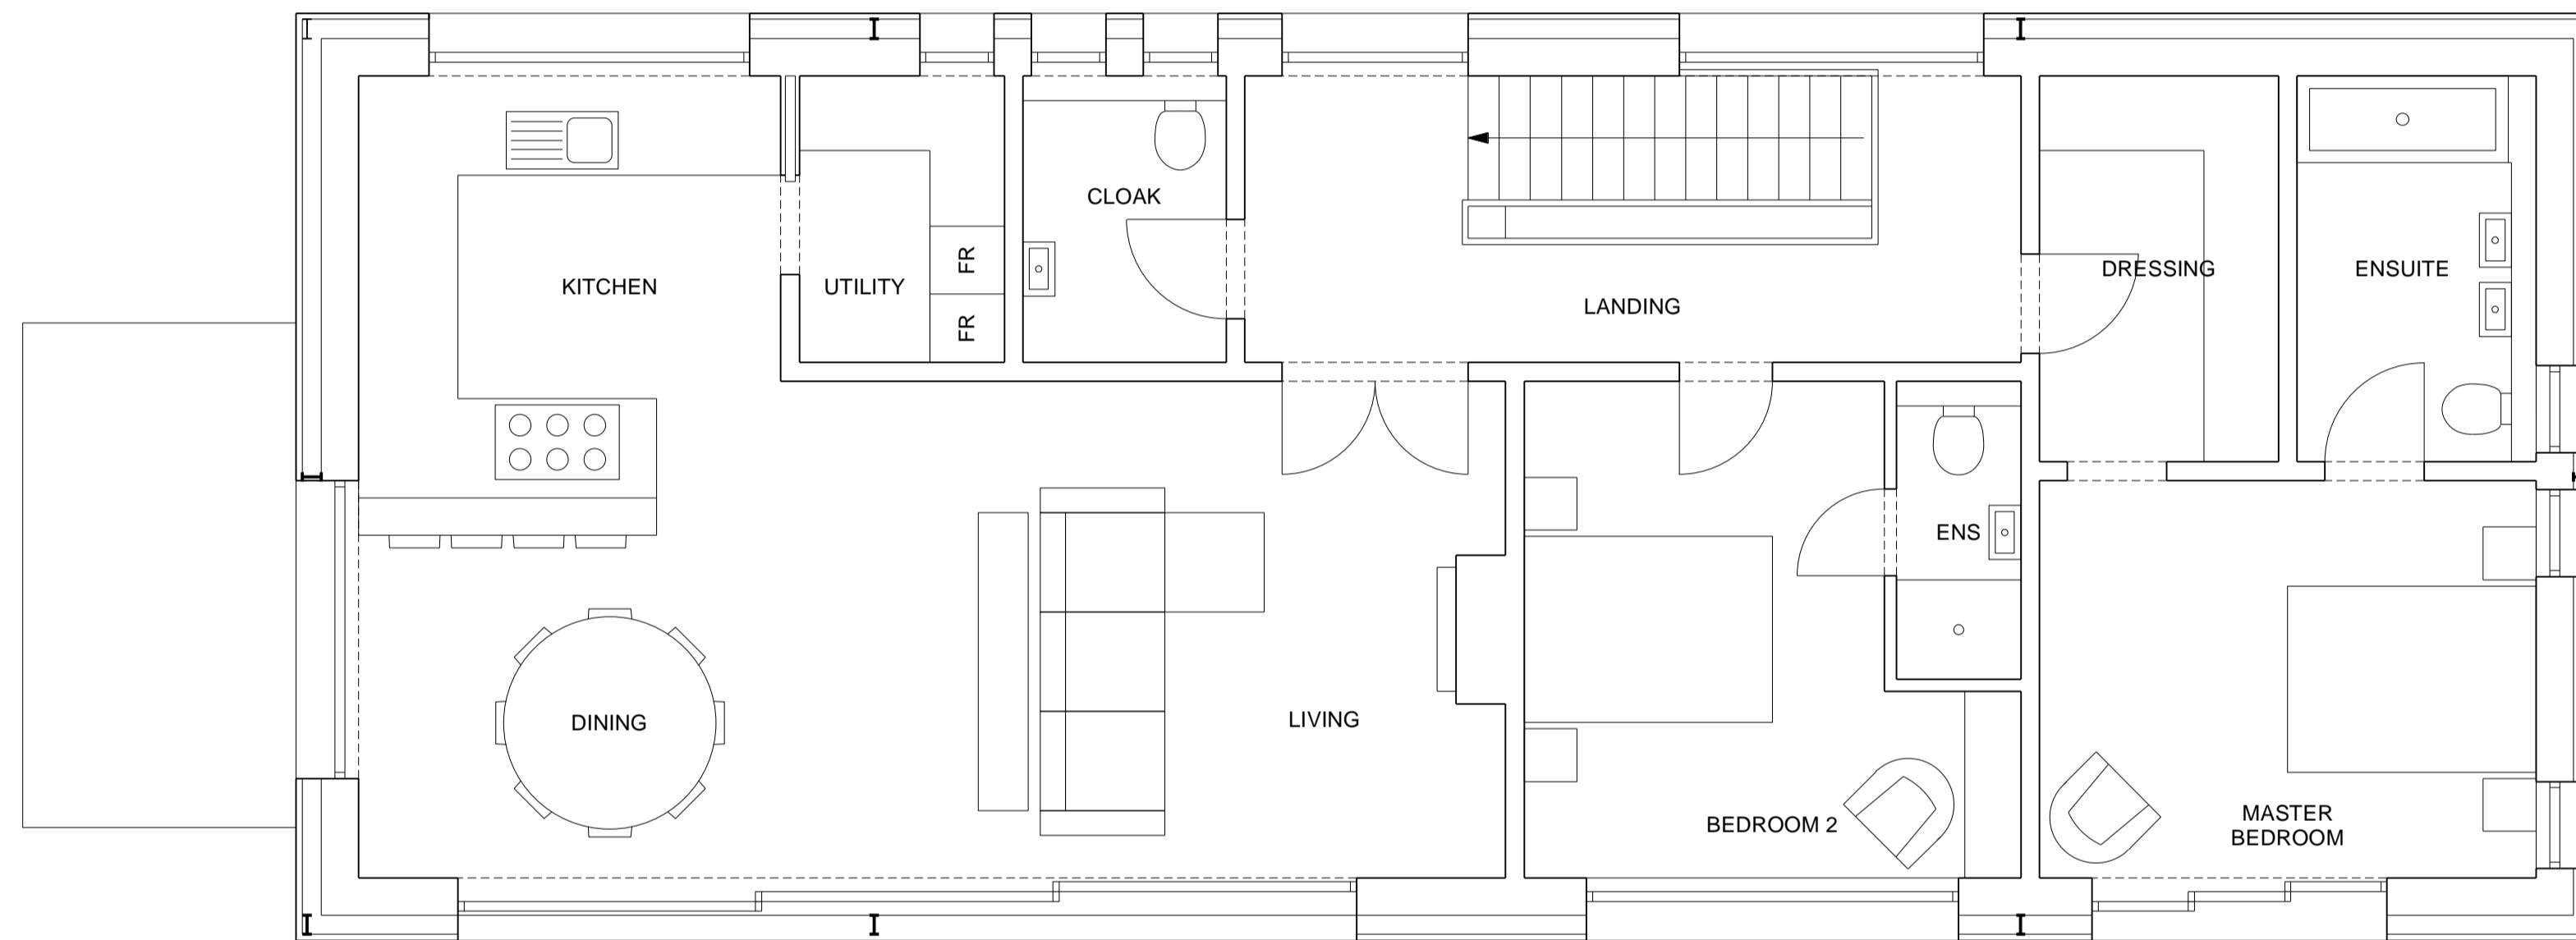 CLOAK
KITCHEN
UTILITY
FR
FR
LANDING
DRESSING
ENSUITE
ENS
DINING
LIVING
BEDROOM 2
MASTER
BEDROOM